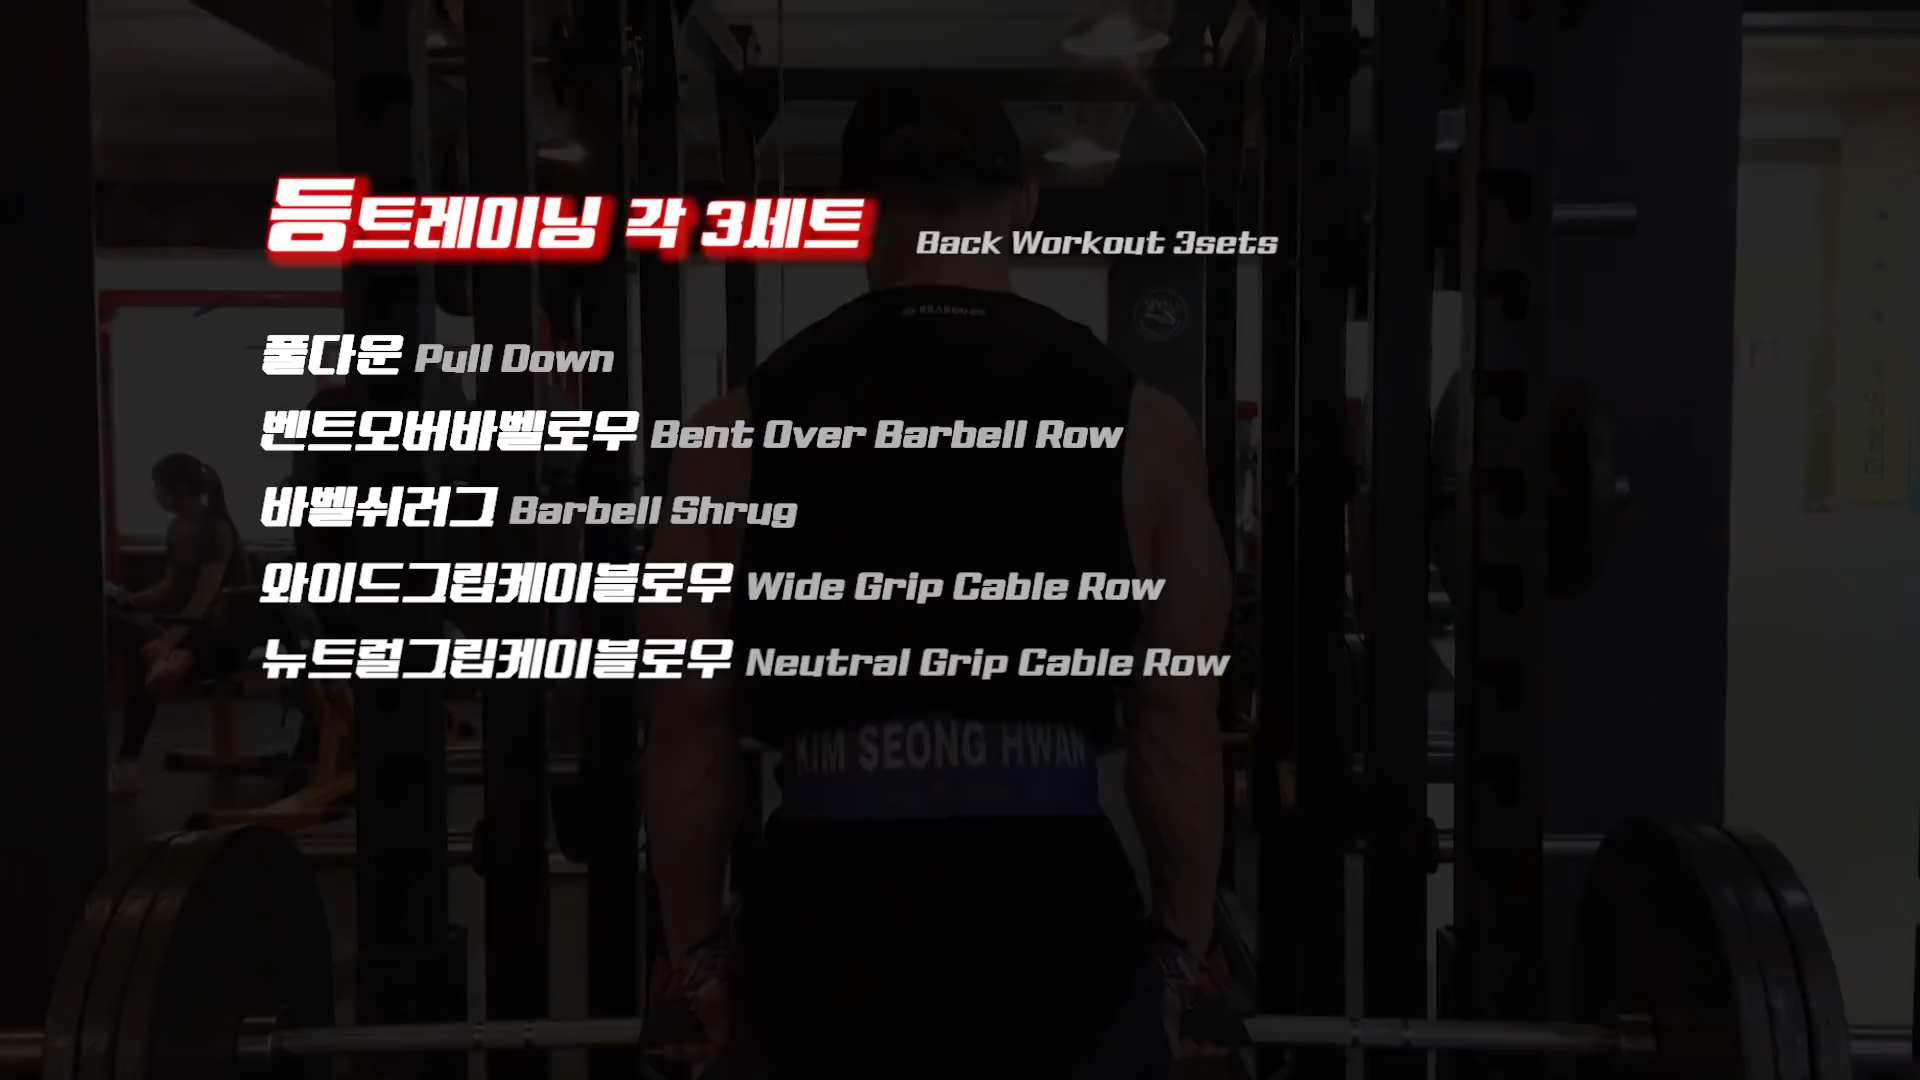 등트레이닝 각 3세트 Back Workout 3sets
풀다운 Pull Down
벤트오버바벨로우 Bent Over Barbell Row
바벨쉬러그 Barbell Shrug
와이드그립케이블로우 Wide Grip Cable Row
뉴트럴그립케이블로우 Neutral Grip Cable Row
KIM SEONG HWAN